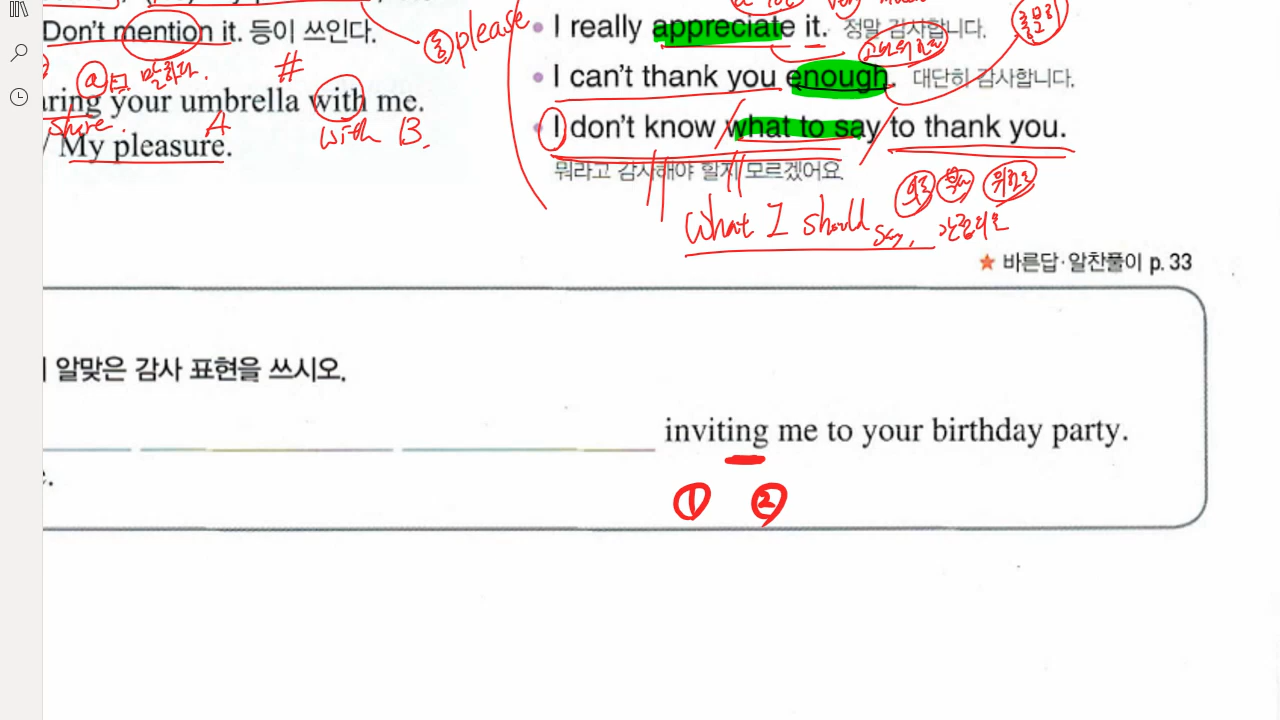 I really appreciate it. 정말 감사합니다.
Don't mention it. 등이 쓰인다.
please
말하다.
I can't thank you enough. 대단히 감사합니다.
your umbrella with me.
share.
A
with B.
I don't know what to say to thank you.
/ My pleasure.
뭐라고 감사해야 할지 모르겠어요.
What I should say.
★ 바른답·알찬풀이 p. 33
알맞은 감사 표현을 쓰시오.
inviting me to your birthday party.
① ②